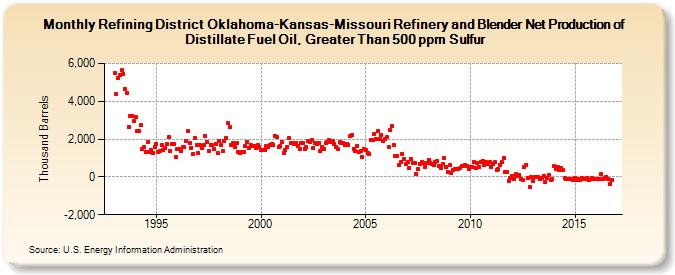 Monthly Refining District Oklahoma-Kansas-Missouri Refinery and Blender Net Production of
Distillate Fuel Oil, Greater Than 500 ppm Sulfur
Thousand Barrels
6,000
4,000
2,000
0
-2,000
1995
2000
2005
2010
2015
Source: U.S. Energy Information Administration